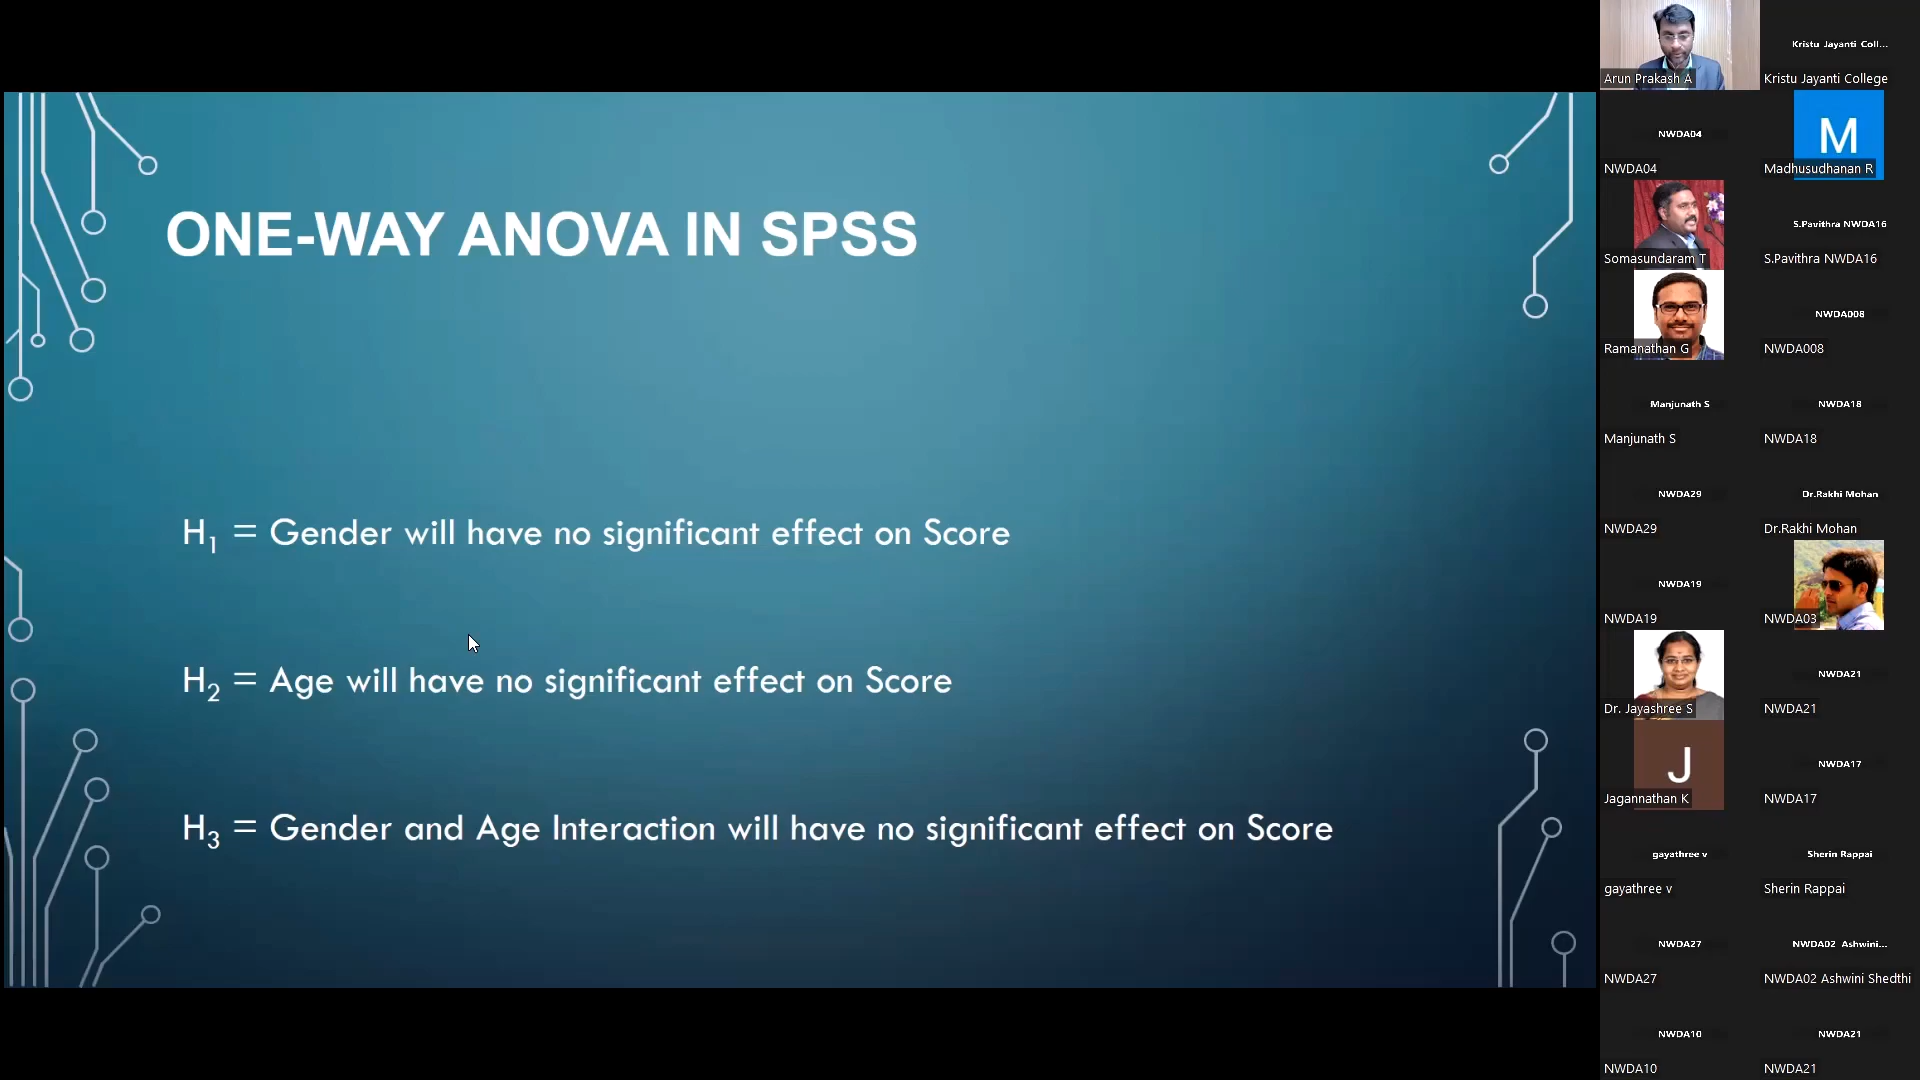 ONE-WAY ANOVA IN SPSS
H1 = Gender will have no significant effect on Score
H2 = Age will have no significant effect on Score
H3 = Gender and Age Interaction will have no significant effect on Score
Arun Prakash A
Kristu Jayanti Coll...
Kristu Jayanti College
NWDA04
NWDA04
M
Madhusudhanan R
Somasundaram T
S.Pavithra NWDA16
S.Pavithra NWDA16
Ramanathan G
NWDA008
NWDA008
Manjunath S
Manjunath S
NWDA18
NWDA18
NWDA29
NWDA29
Dr.Rakhi Mohan
Dr.Rakhi Mohan
NWDA19
NWDA19
NWDA03
Dr. Jayashree S
NWDA21
NWDA21
J
Jagannathan K
NWDA17
NWDA17
gayathree v
gayathree v
Sherin Rappai
Sherin Rappai
NWDA27
NWDA27
NWDA02 Ashwini...
NWDA02 Ashwini Shedthi
NWDA10
NWDA10
NWDA21
NWDA21